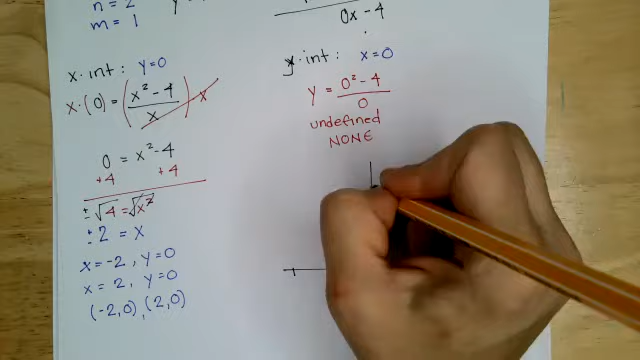 n = 2
m = 1
0x - 4
x-int: y=0
x·(0) = (x² - 4 / x) x
0 = x² - 4
+4 +4
± √4 = √x²
± 2 = x
x = -2, y = 0
x = 2, y = 0
(-2,0), (2,0)
y-int: x=0
y = 0² - 4 / 0
undefined
NONE